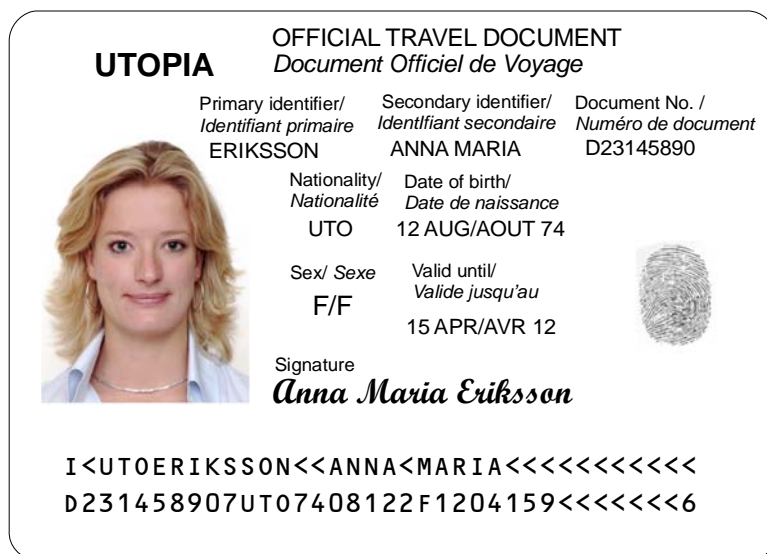 UTOPIA
OFFICIAL TRAVEL DOCUMENT
Document Officiel de Voyage
Primary identifier/ Secondary identifier/ Document No. /
Identifiant primaire Identlfiant secondaire Numéro de document
ERIKSSON ANNA MARIA D23145890
Nationality/ Date of birth/
Nationalité Date de naissance
UTO 12 AUG/AOUT 74
Sex/ Sexe Valid until/
Valide jusqu'au
F/F
15 APR/AVR 12
Signature
Anna Maria Eriksson
I<UTOERIKSSON<<ANNA<MARIA<<<<<<<<<<<
D231458907UTO7408122F1204159<<<<<<<6